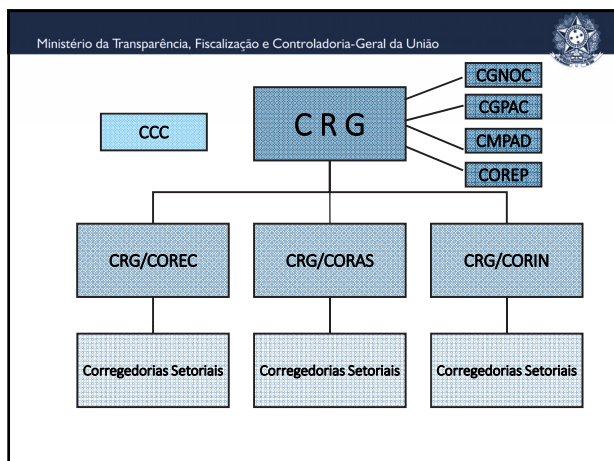 Ministério da Transparência, Fiscalização e Controladoria-Geral da União
CCC
C R G
CGNOC
CGPAC
CMPAD
COREP
CRG/COREC
CRG/CORAS
CRG/CORIN
Corregedorias Setoriais
Corregedorias Setoriais
Corregedorias Setoriais